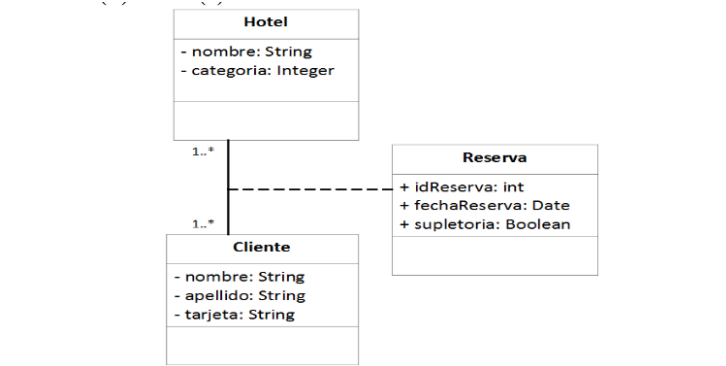 Hotel
- nombre: String
- categoria: Integer
1..*
Reserva
+ idReserva: int
+ fechaReserva: Date
+ supletoria: Boolean
1..*
Cliente
- nombre: String
- apellido: String
- tarjeta: String